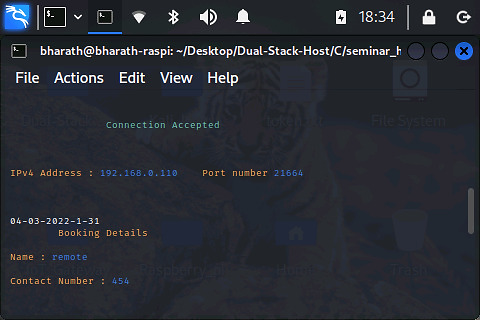 18:34
bharath@bharath-raspi: ~/Desktop/Dual-Stack-Host/C/seminar_h
File Actions Edit View Help
Connection Accepted
File System
IPv4 Address : 192.168.0.110 Port number 21664
04-03-2022-1-31
Booking Details
Name : remote
Contact Number : 454